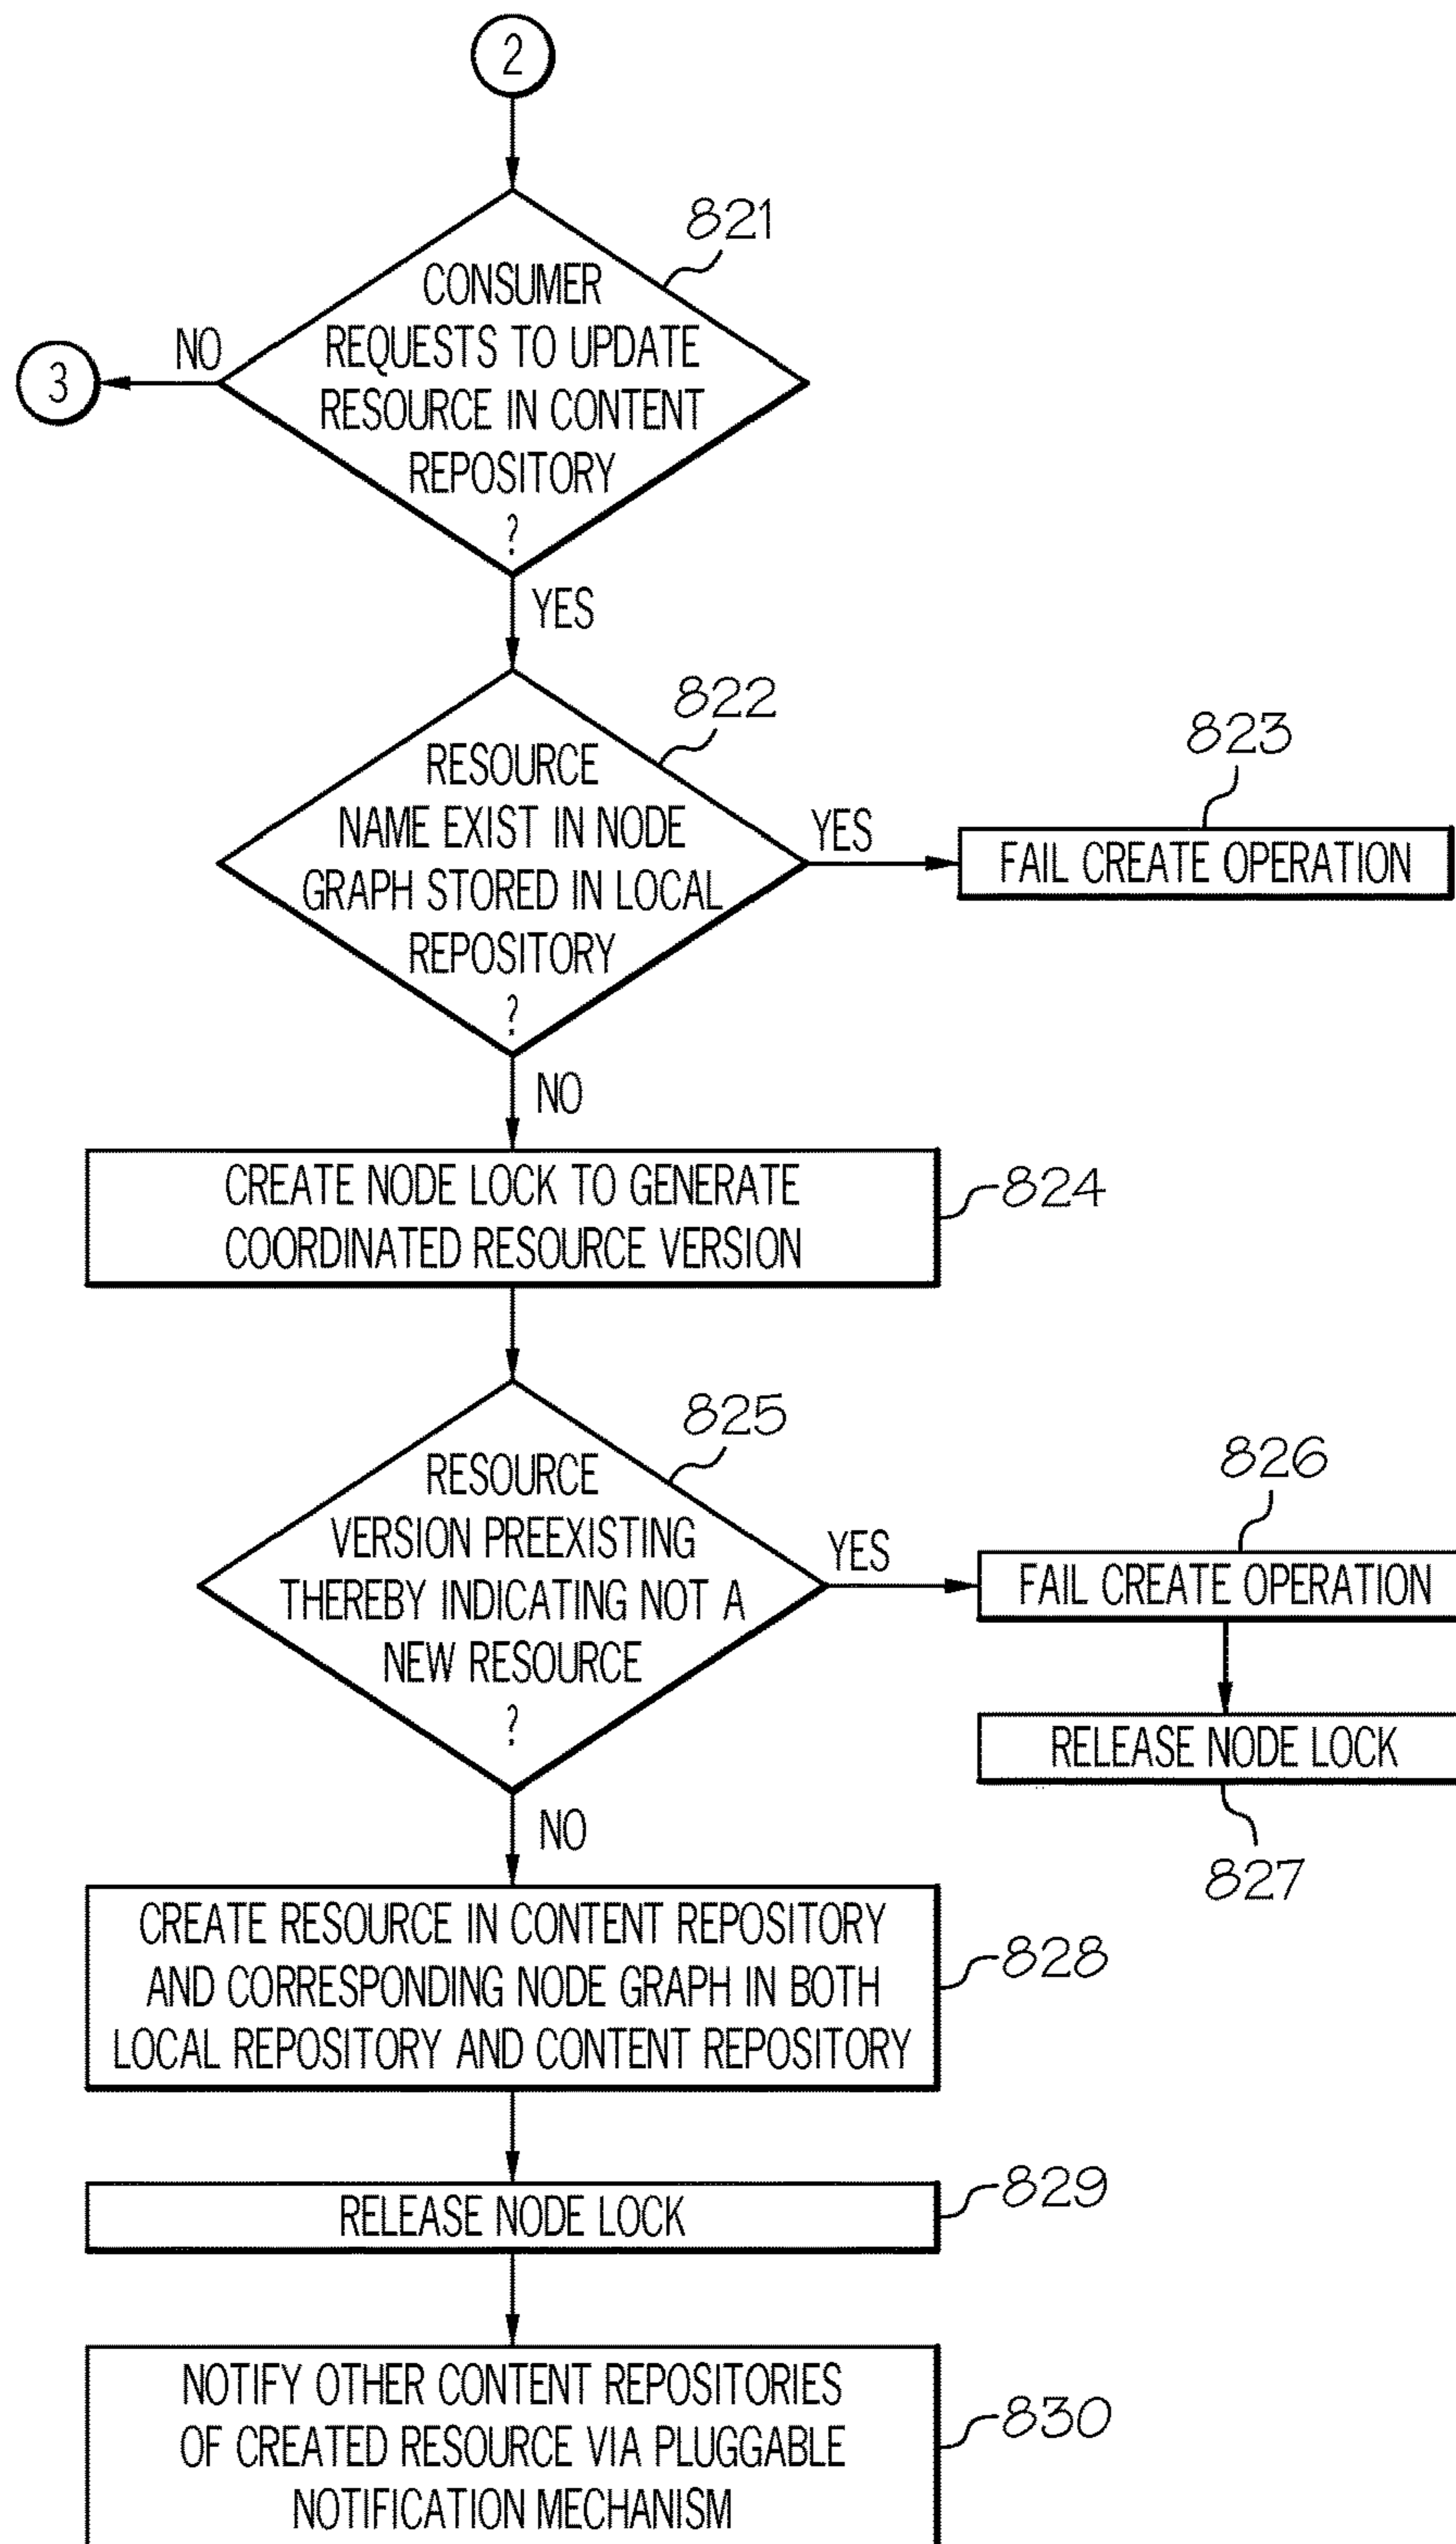 2
821
CONSUMER
REQUESTS TO UPDATE
RESOURCE IN CONTENT
REPOSITORY
?
NO
3
YES
822
RESOURCE
NAME EXIST IN NODE
GRAPH STORED IN LOCAL
REPOSITORY
?
YES
823
FAIL CREATE OPERATION
NO
CREATE NODE LOCK TO GENERATE
COORDINATED RESOURCE VERSION
824
825
RESOURCE
VERSION PREEXISTING
THEREBY INDICATING NOT A
NEW RESOURCE
?
YES
826
FAIL CREATE OPERATION
RELEASE NODE LOCK
827
NO
CREATE RESOURCE IN CONTENT REPOSITORY
AND CORRESPONDING NODE GRAPH IN BOTH
LOCAL REPOSITORY AND CONTENT REPOSITORY
828
RELEASE NODE LOCK
829
NOTIFY OTHER CONTENT REPOSITORIES
OF CREATED RESOURCE VIA PLUGGABLE
NOTIFICATION MECHANISM
830